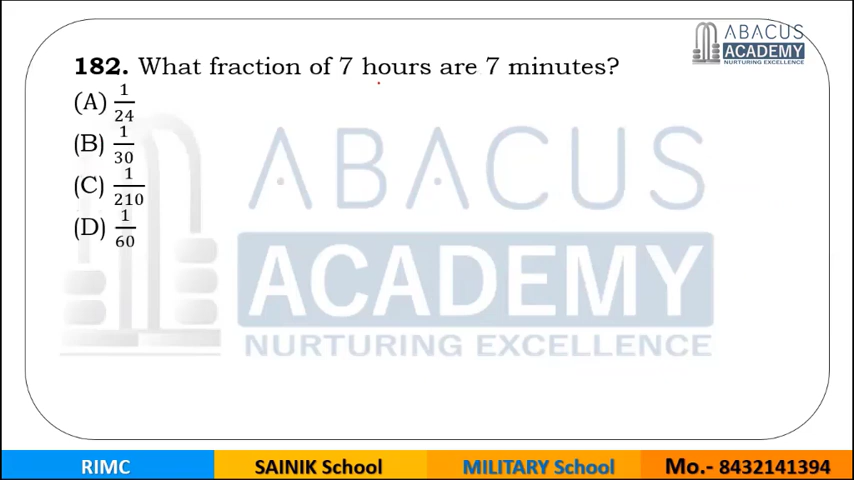 ABACUS
ACADEMY
NURTURING EXCELLENCE
182. What fraction of 7 hours are 7 minutes?
(A) 1/24
(B) 1/30
(C) 1/210
(D) 1/60
ABACUS
ACADEMY
NURTURING EXCELLENCE
RIMC
SAINIK School
MILITARY School
Mo.- 8432141394